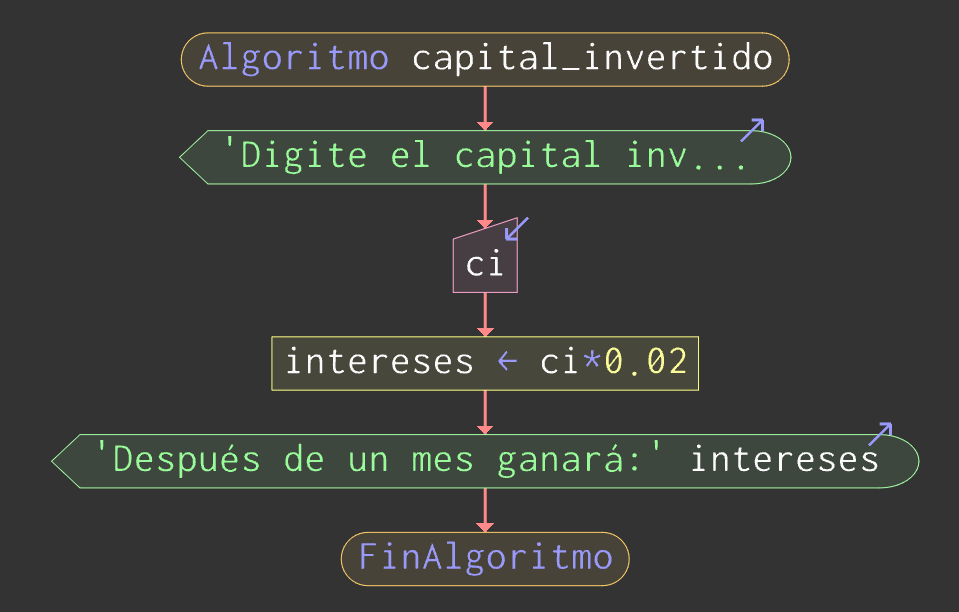 Algoritmo capital_invertido
'Digite el capital inv...
ci
intereses ← ci*0.02
'Después de un mes ganará:' intereses
FinAlgoritmo